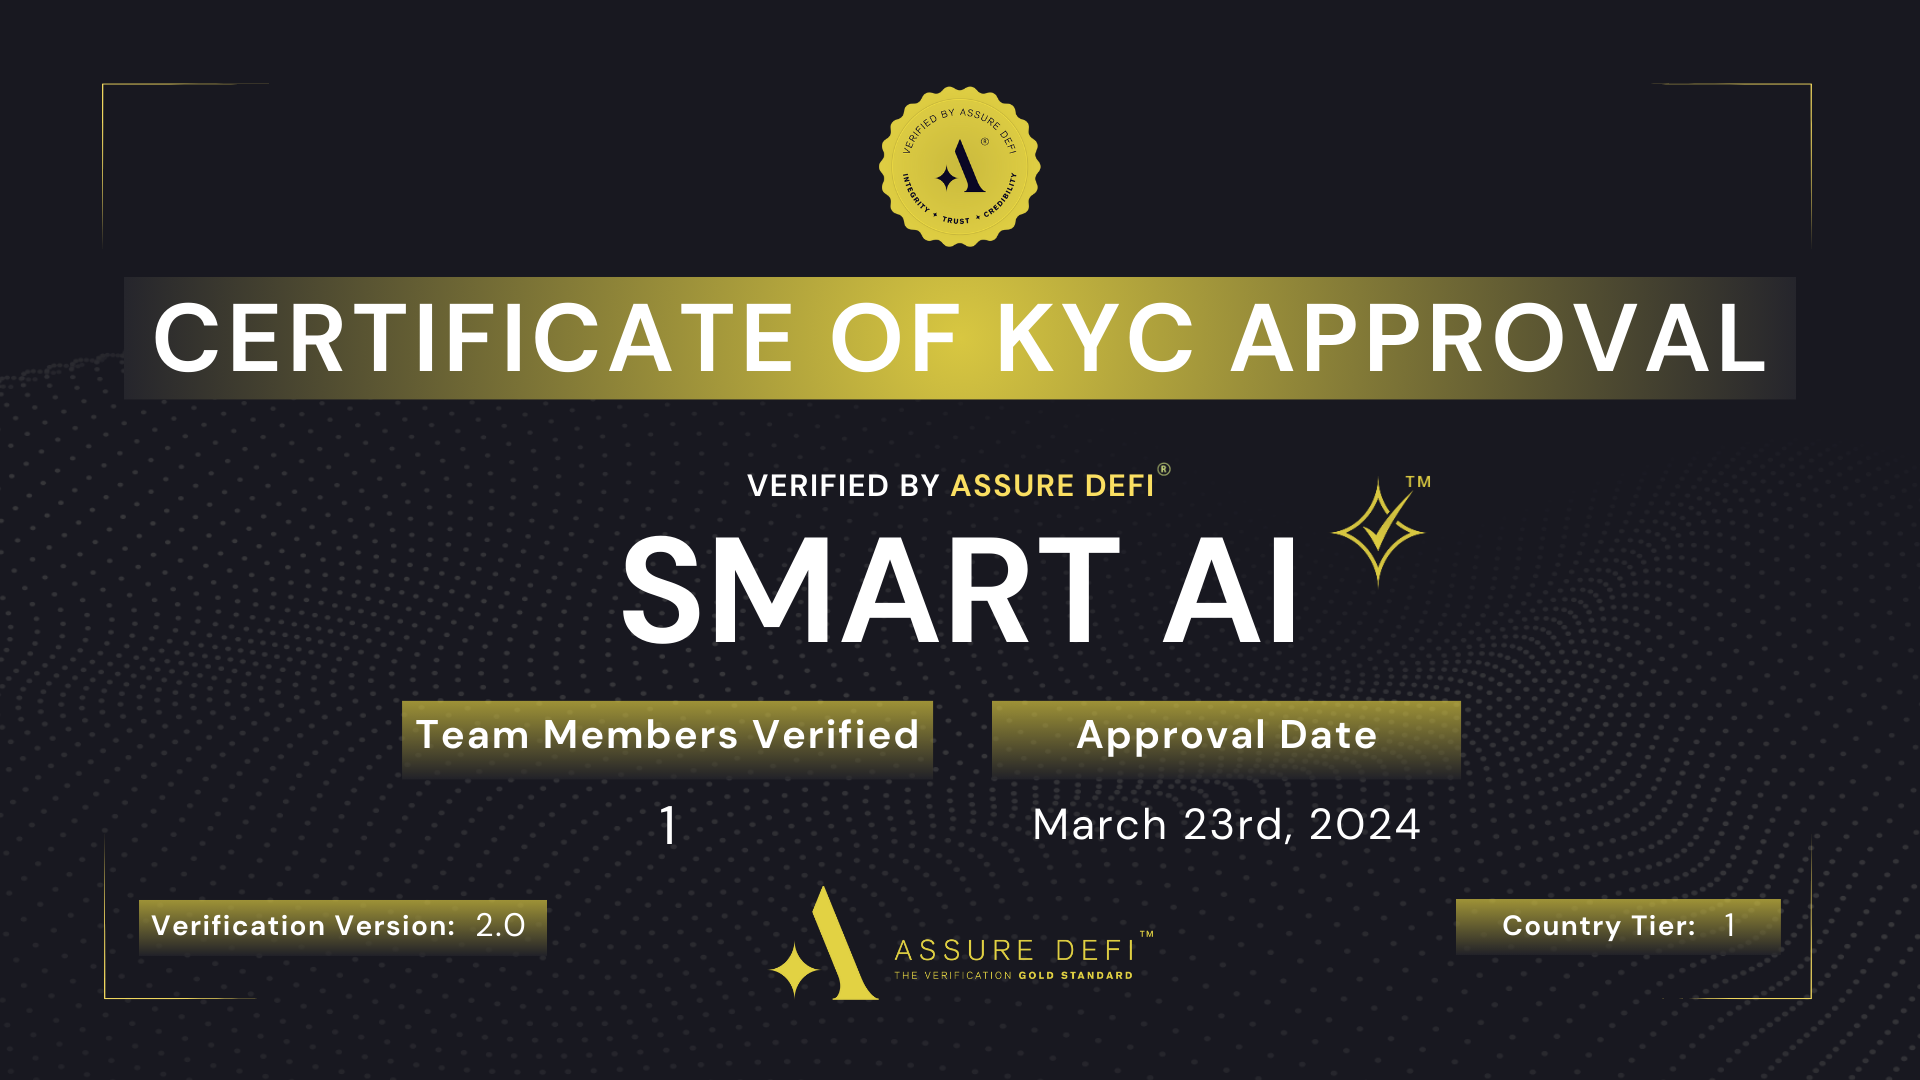 VERIFIED BY ASSURE DEFI
®
INTEGRITY ✦ TRUST ✦ CREDIBILITY
CERTIFICATE OF KYC APPROVAL
VERIFIED BY ASSURE DEFI®
TM
SMART AI
Team Members Verified
1
Approval Date
March 23rd, 2024
Verification Version: 2.0
ASSURE DEFI™
THE VERIFICATION GOLD STANDARD
Country Tier: 1